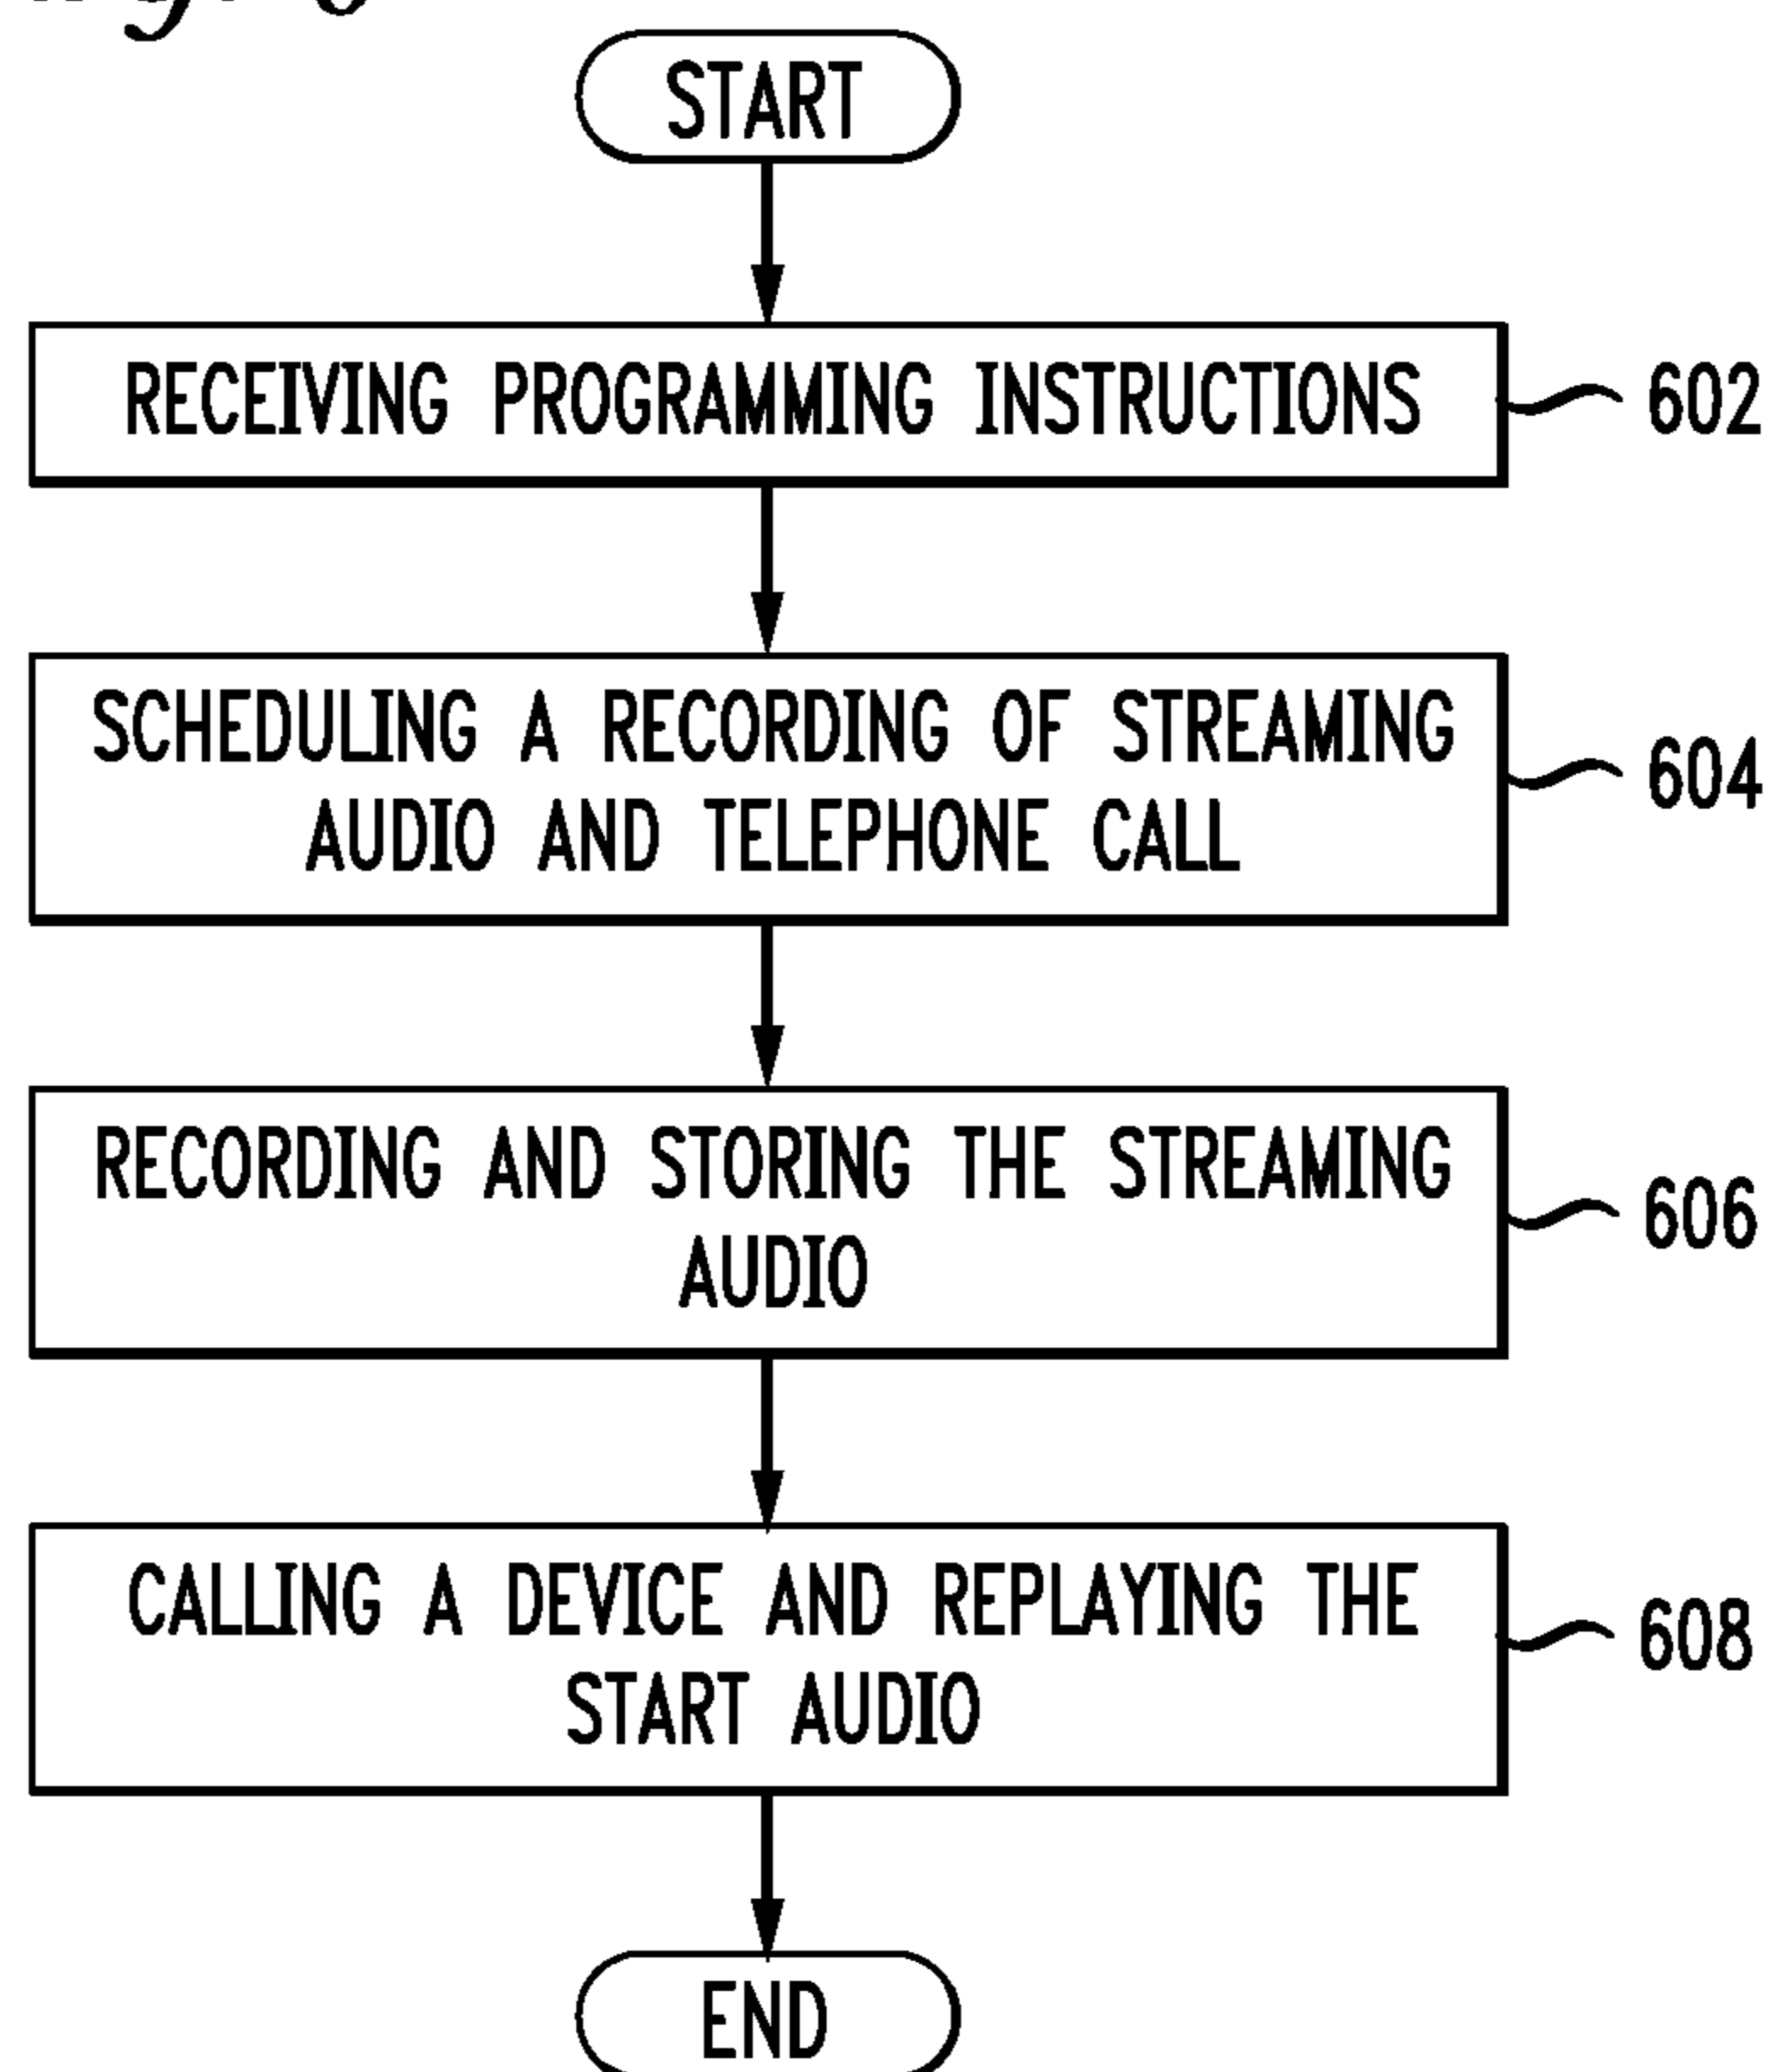 START
RECEIVING PROGRAMMING INSTRUCTIONS
602
SCHEDULING A RECORDING OF STREAMING
AUDIO AND TELEPHONE CALL
604
RECORDING AND STORING THE STREAMING
AUDIO
606
CALLING A DEVICE AND REPLAYING THE
START AUDIO
608
END